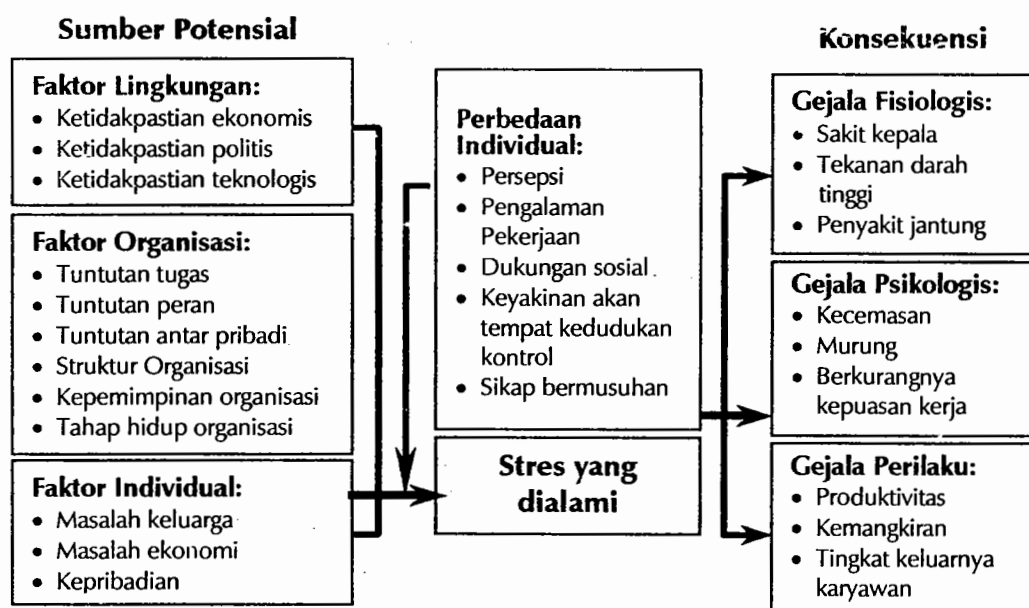 Sumber Potensial
Faktor Lingkungan:
• Ketidakpastian ekonomis
• Ketidakpastian politis
• Ketidakpastian teknologis
Faktor Organisasi:
• Tuntutan tugas
• Tuntutan peran
• Tuntutan antar pribadi
• Struktur Organisasi
• Kepemimpinan organisasi
• Tahap hidup organisasi
Faktor Individual:
• Masalah keluarga
• Masalah ekonomi
• Kepribadian
Perbedaan
Individual:
• Persepsi
• Pengalaman
Pekerjaan
• Dukungan sosial
• Keyakinan akan
tempat kedudukan
kontrol
• Sikap bermusuhan
Stres yang
dialami
Konsekuensi
Gejala Fisiologis:
• Sakit kepala
• Tekanan darah
tinggi
• Penyakit jantung
Gejala Psikologis:
• Kecemasan
• Murung
• Berkurangnya
kepuasan kerja
Gejala Perilaku:
• Produktivitas
• Kemangkiran
• Tingkat keluarnya
karyawan